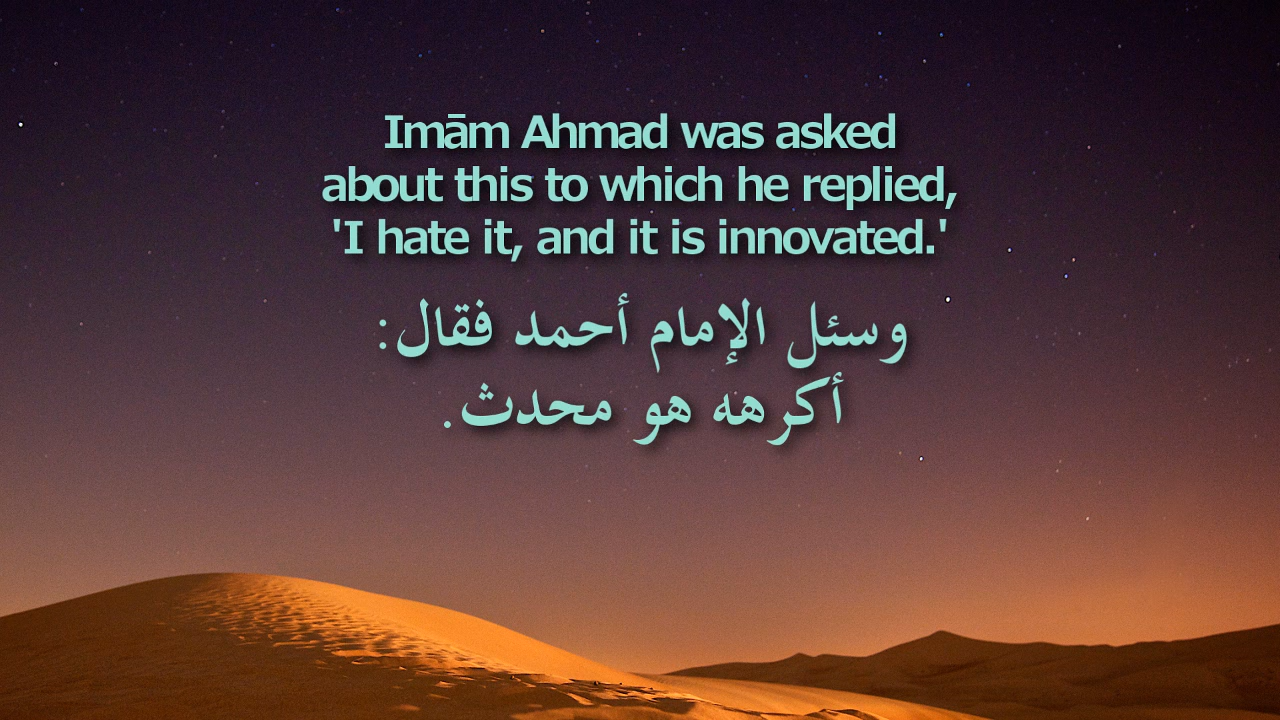 Imām Ahmad was asked
about this to which he replied,
'I hate it, and it is innovated.'
وسئل الإمام أحمد فقال:
أكرهه هو محدث.